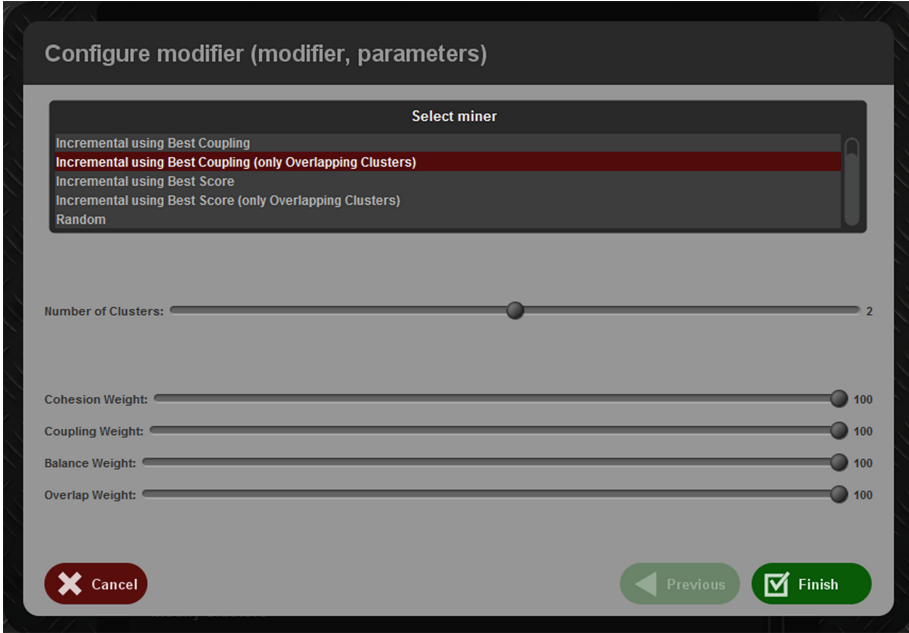 Configure modifier (modifier, parameters)
Select miner
Incremental using Best Coupling
Incremental using Best Coupling (only Overlapping Clusters)
Incremental using Best Score
Incremental using Best Score (only Overlapping Clusters)
Random
Number of Clusters: 2
Cohesion Weight: 100
Coupling Weight: 100
Balance Weight: 100
Overlap Weight: 100
Cancel Previous Finish